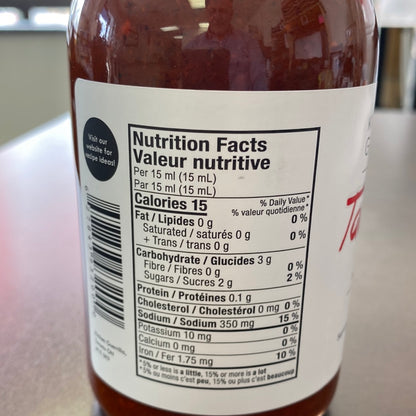 Visit our
website for
recipe ideas!
Nutrition Facts
Valeur nutritive
Per 15 ml (15 mL)
Par 15 ml (15 mL)
Calories 15
% Daily Value*
% valeur quotidienne*
Fat / Lipides 0 g 0 %
Saturated / saturés 0 g
+ Trans / trans 0 g 0 %
Carbohydrate / Glucides 3 g
Fibre / Fibres 0 g 0 %
Sugars / Sucres 2 g 2 %
Protein / Protéines 0.1 g
Cholesterol / Cholestérol 0 mg 0 %
Sodium / Sodium 350 mg 15 %
Potassium 10 mg 0 %
Calcium 0 mg 0 %
Iron / Fer 1.75 mg 10 %
*5% or less is a little, 15% or more is a lot
*5% ou moins c'est peu, 15% ou plus c'est beaucoup